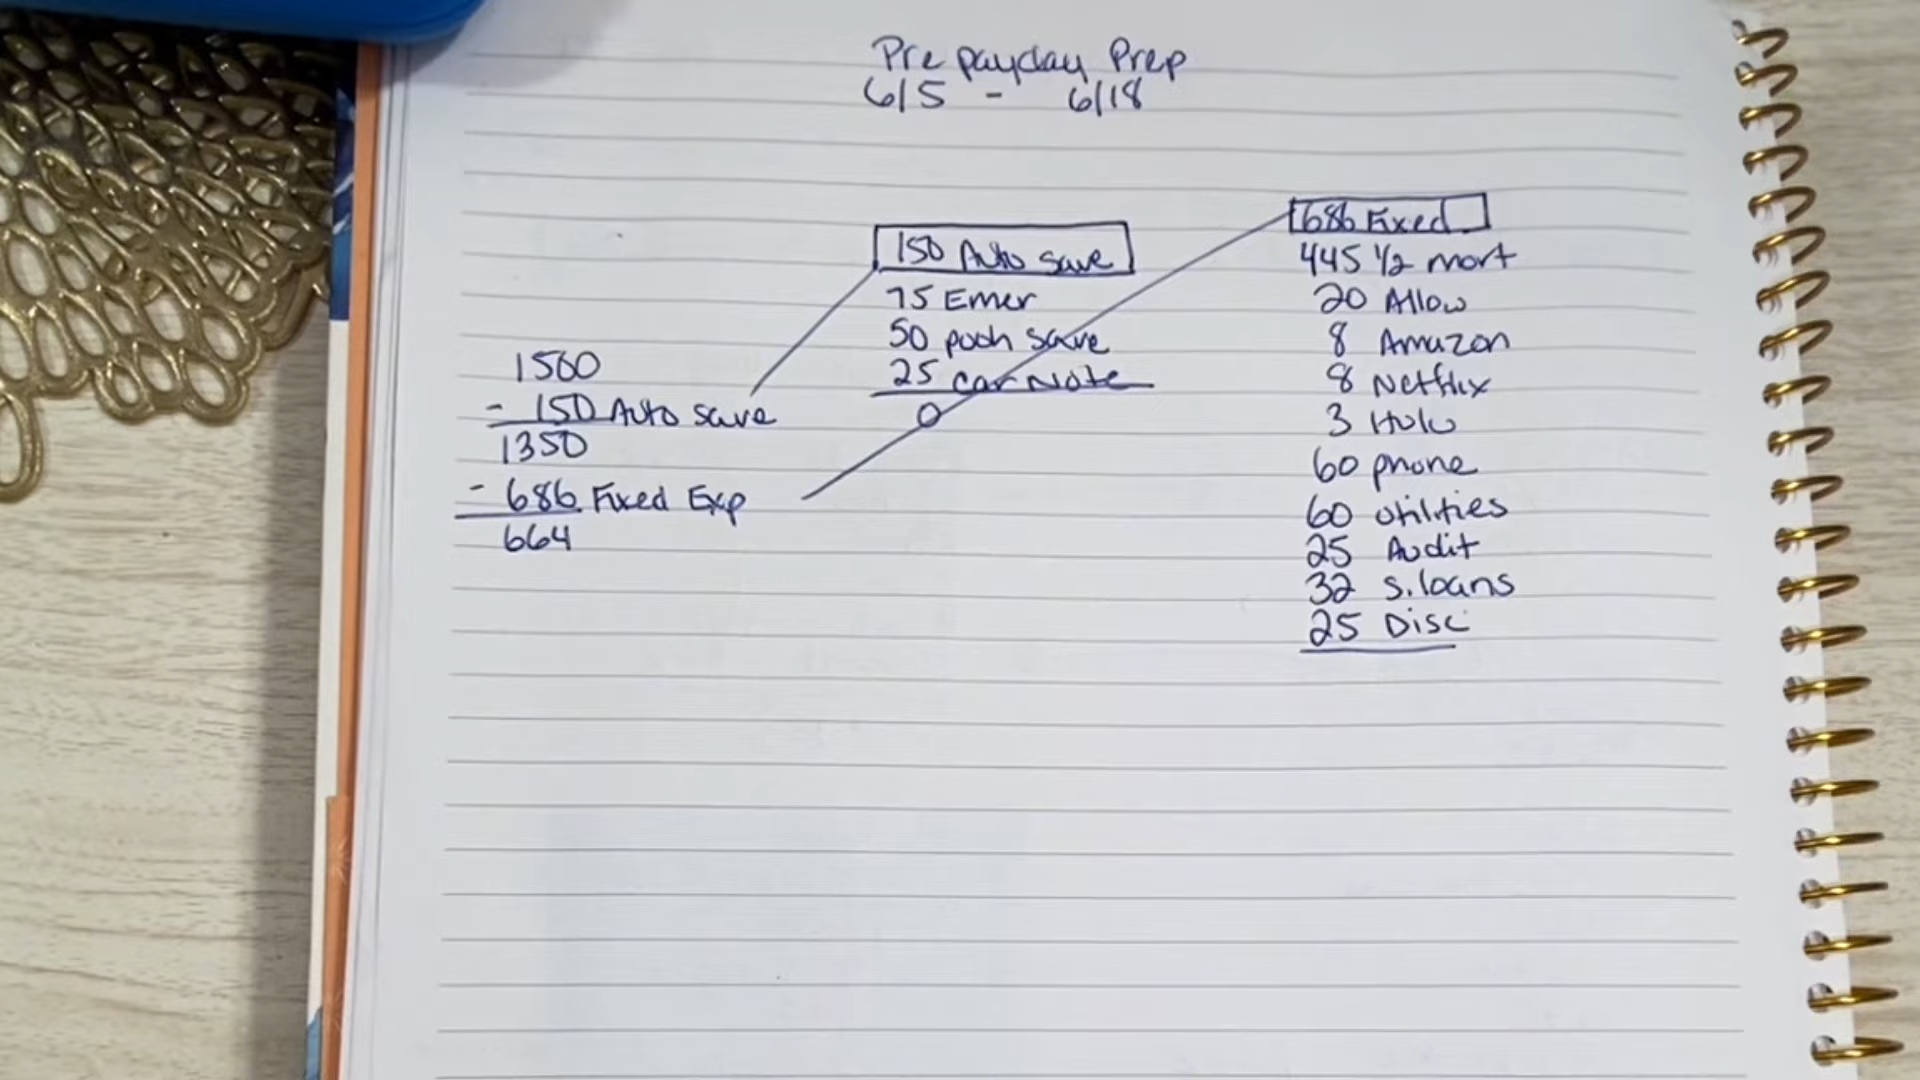 Pre payday Prep
6/5 - 6/18
1500
- 150 Auto save
1350
- 686 Fixed Exp
664
150 Auto save
75 Emer
50 pooh save
25 car Note
0
686 Fixed
445 1/2 mort
20 Allow
8 Amazon
8 Netflix
3 Hulu
60 phone
60 utilities
25 Audit
32 s.loans
25 Disc